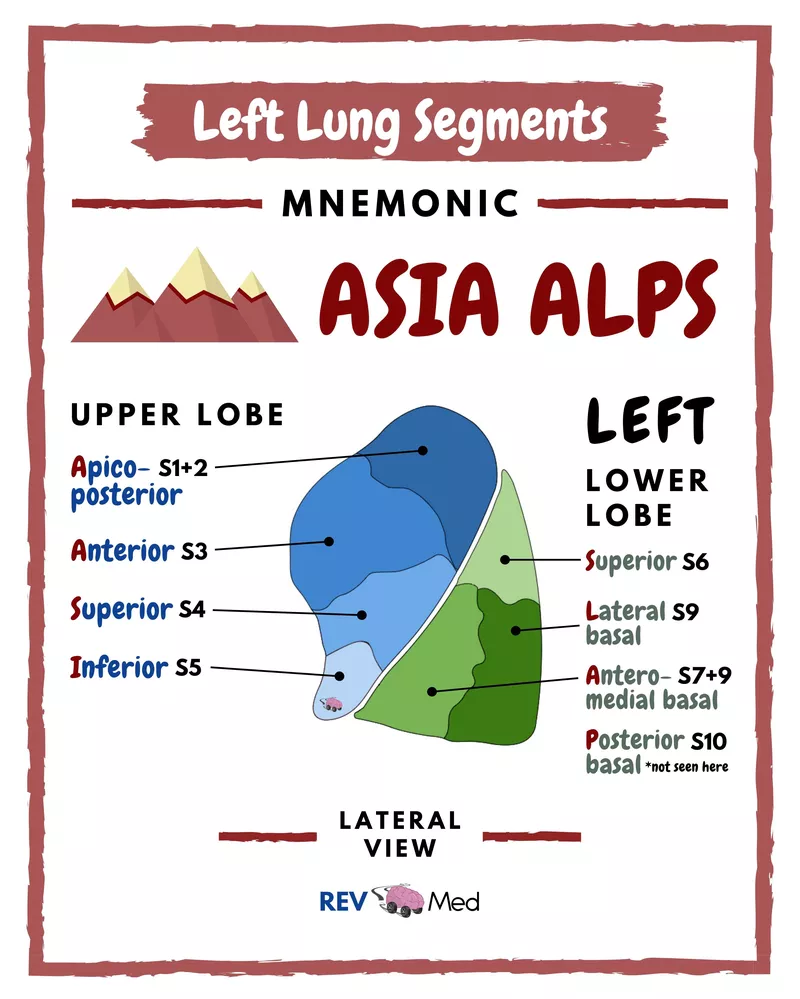 Left Lung Segments
MNEMONIC
ASIA ALPS
UPPER LOBE
Apico- S1+2
posterior
Anterior S3
Superior S4
Inferior S5
LEFT
LOWER
LOBE
Superior S6
Lateral S9
basal
Antero- S7+9
medial basal
Posterior S10
basal *not seen here
LATERAL
VIEW
REV Med